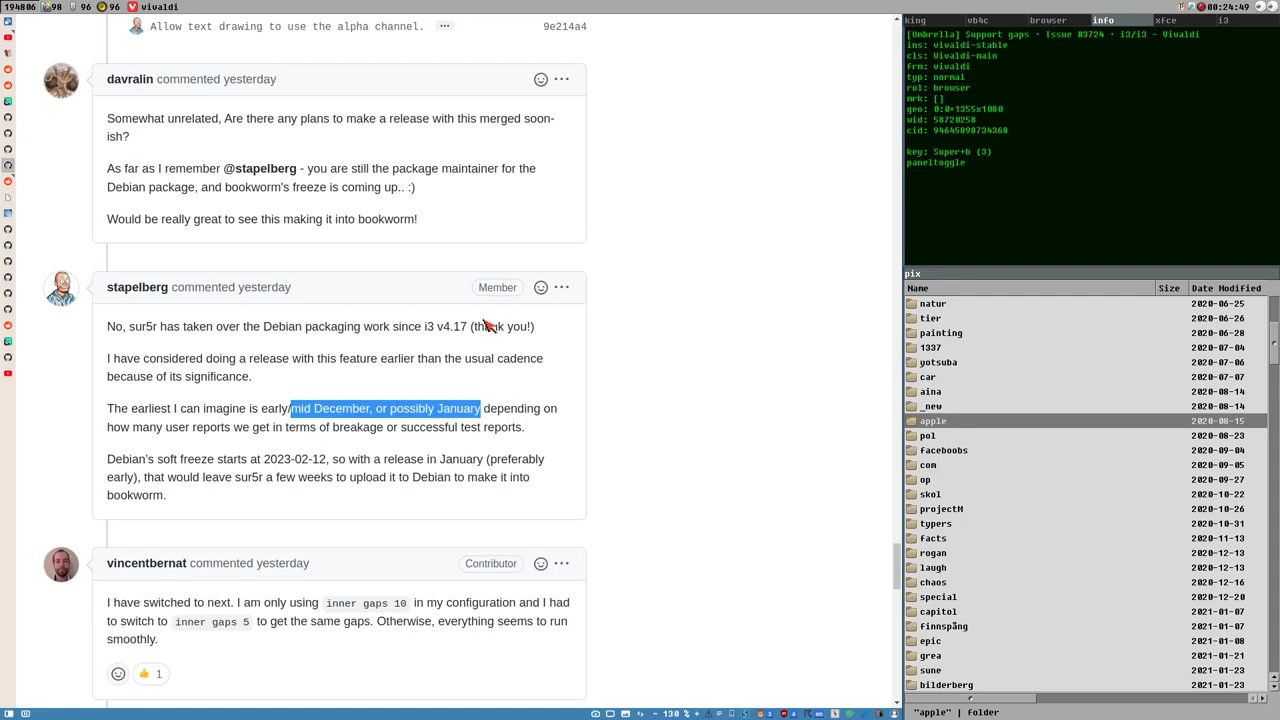 194806 98 96 96 vivaldi
00:24:49
Allow text drawing to use the alpha channel. ··· 9e214a4
davralin commented yesterday
Somewhat unrelated, Are there any plans to make a release with this merged soon-
ish?
As far as I remember @stapelberg - you are still the package maintainer for the
Debian package, and bookworm's freeze is coming up.. :)
Would be really great to see this making it into bookworm!
stapelberg commented yesterday
Member
No, sur5r has taken over the Debian packaging work since i3 v4.17 (thank you!)
I have considered doing a release with this feature earlier than the usual cadence
because of its significance.
The earliest I can imagine is early/mid December, or possibly January depending on
how many user reports we get in terms of breakage or successful test reports.
Debian's soft freeze starts at 2023-02-12, so with a release in January (preferably
early), that would leave sur5r a few weeks to upload it to Debian to make it into
bookworm.
vincentbernat commented yesterday
Contributor
I have switched to next. I am only using inner gaps 10 in my configuration and I had
to switch to inner gaps 5 to get the same gaps. Otherwise, everything seems to run
smoothly.
1
130 %
king vb4c browser info xfce i3
[Umbrella] Support gaps · Issue #3724 · i3/i3 - Vivaldi
ins: vivaldi-stable
cls: Vivaldi-main
frm: vivaldi
typ: normal
rol: browser
mrk: []
geo: 0:0+1355x1080
wid: 58720258
cid: 94645898734368
key: Super+b (3)
paneltoggle
pix
Name Size Date Modified
natur 2020-06-25
tier 2020-06-26
painting 2020-06-28
1337 2020-07-04
yotsuba 2020-07-06
car 2020-07-07
aina 2020-08-14
_new 2020-08-14
apple 2020-08-15
pol 2020-08-23
faceboobs 2020-09-04
com 2020-09-05
op 2020-09-27
skol 2020-10-22
projectM 2020-10-26
typers 2020-10-31
facts 2020-11-13
rogan 2020-12-13
laugh 2020-12-13
chaos 2020-12-16
special 2020-12-20
capitol 2021-01-07
finnspång 2021-01-07
epic 2021-01-08
grea 2021-01-21
sune 2021-01-23
bilderberg 2021-01-23
"apple" | folder